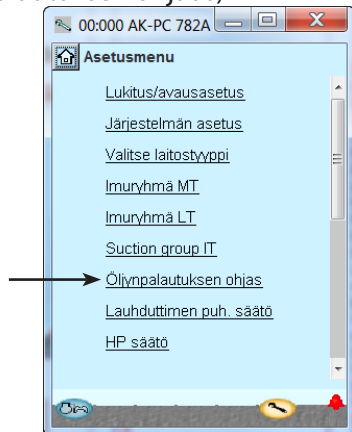 00:000 AK-PC 782A
Asetusmenu
Lukitus/avausasetus
Järjestelmän asetus
Valitse laitostyyppi
Imuryhmä MT
Imuryhmä LT
Suction group IT
Öljynpalautuksen ohjas
Lauhduttimen puh. säätö
HP säätö